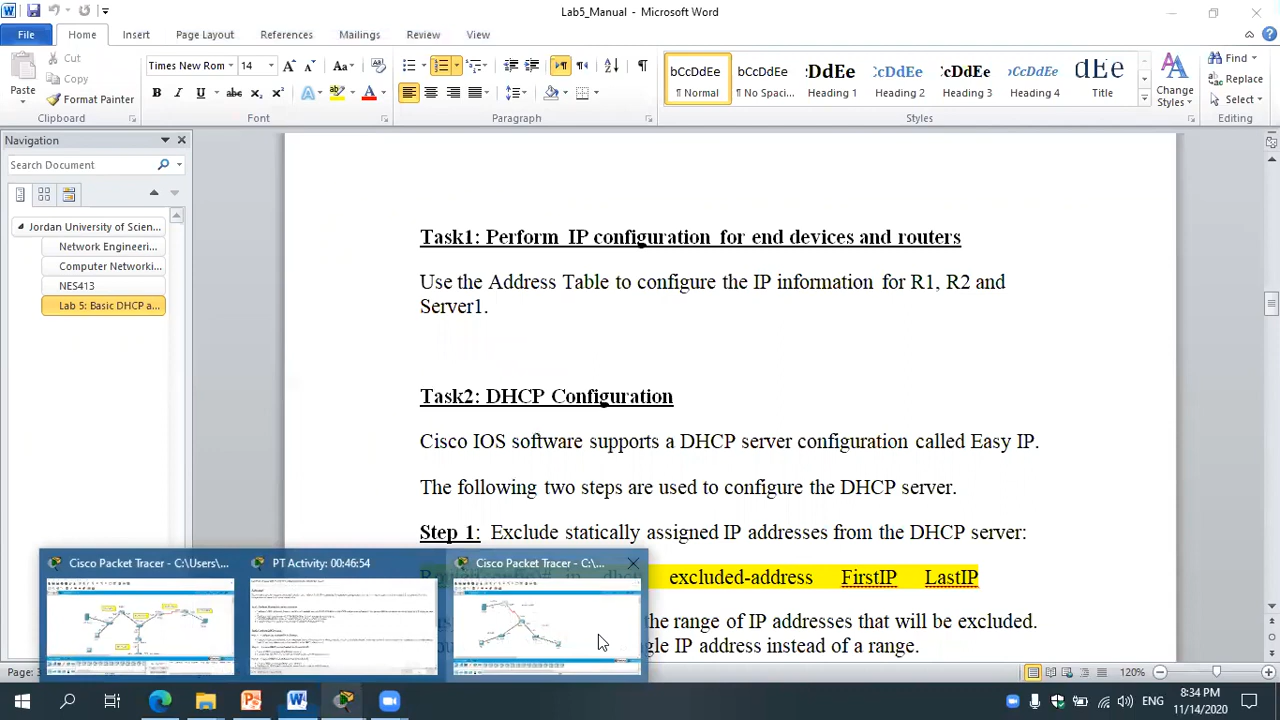 Lab5_Manual - Microsoft Word
File Home Insert Page Layout References Mailings Review View
Paste Cut Copy Format Painter
Times New Rom 14
AaBbCcDdEe
bCcDdEe bCcDdEe bDdEe CcDdEe CcDdEe CcDdEe dEe
¶ Normal ¶ No Spaci... Heading 1 Heading 2 Heading 3 Heading 4 Title
Change Styles
Find
Replace
Select
Clipboard Font Paragraph Styles Editing
Navigation
Search Document
Jordan University of Scien...
Network Engineeri...
Computer Networki...
NES413
Lab 5: Basic DHCP a...
Task1: Perform IP configuration for end devices and routers
Use the Address Table to configure the IP information for R1, R2 and
Server1.
Task2: DHCP Configuration
Cisco IOS software supports a DHCP server configuration called Easy IP.
The following two steps are used to configure the DHCP server.
Step 1: Exclude statically assigned IP addresses from the DHCP server:
excluded-address FirstIP LastIP
the range of IP addresses that will be excluded.
gle IP address instead of a range.
Cisco Packet Tracer - C:\Users\...
PT Activity: 00:46:54
Cisco Packet Tracer - C:\...
Page: 3
120%
ENG
8:34 PM
11/14/2020